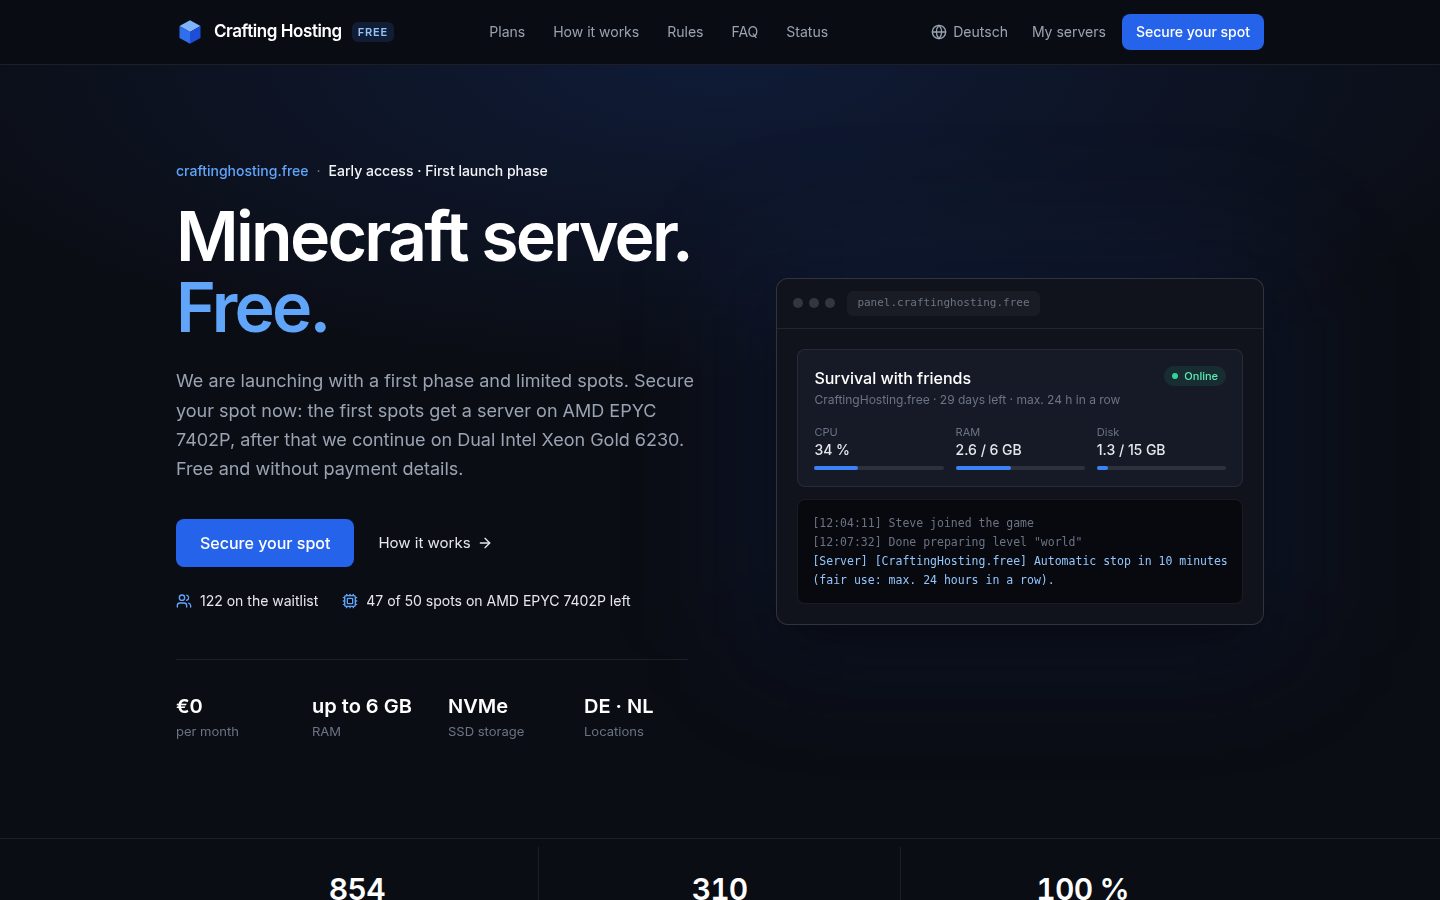 Crafting Hosting FREE
Plans How it works Rules FAQ Status
Deutsch My servers Secure your spot
craftinghosting.free · Early access · First launch phase
Minecraft server.
Free.
We are launching with a first phase and limited spots. Secure
your spot now: the first spots get a server on AMD EPYC
7402P, after that we continue on Dual Intel Xeon Gold 6230.
Free and without payment details.
Secure your spot How it works →
122 on the waitlist 47 of 50 spots on AMD EPYC 7402P left
€0 up to 6 GB NVMe DE · NL
per month RAM SSD storage Locations
panel.craftinghosting.free
Survival with friends Online
CraftingHosting.free · 29 days left · max. 24 h in a row
CPU RAM Disk
34 % 2.6 / 6 GB 1.3 / 15 GB
[12:04:11] Steve joined the game
[12:07:32] Done preparing level "world"
[Server] [CraftingHosting.free] Automatic stop in 10 minutes
(fair use: max. 24 hours in a row).
854 310 100 %